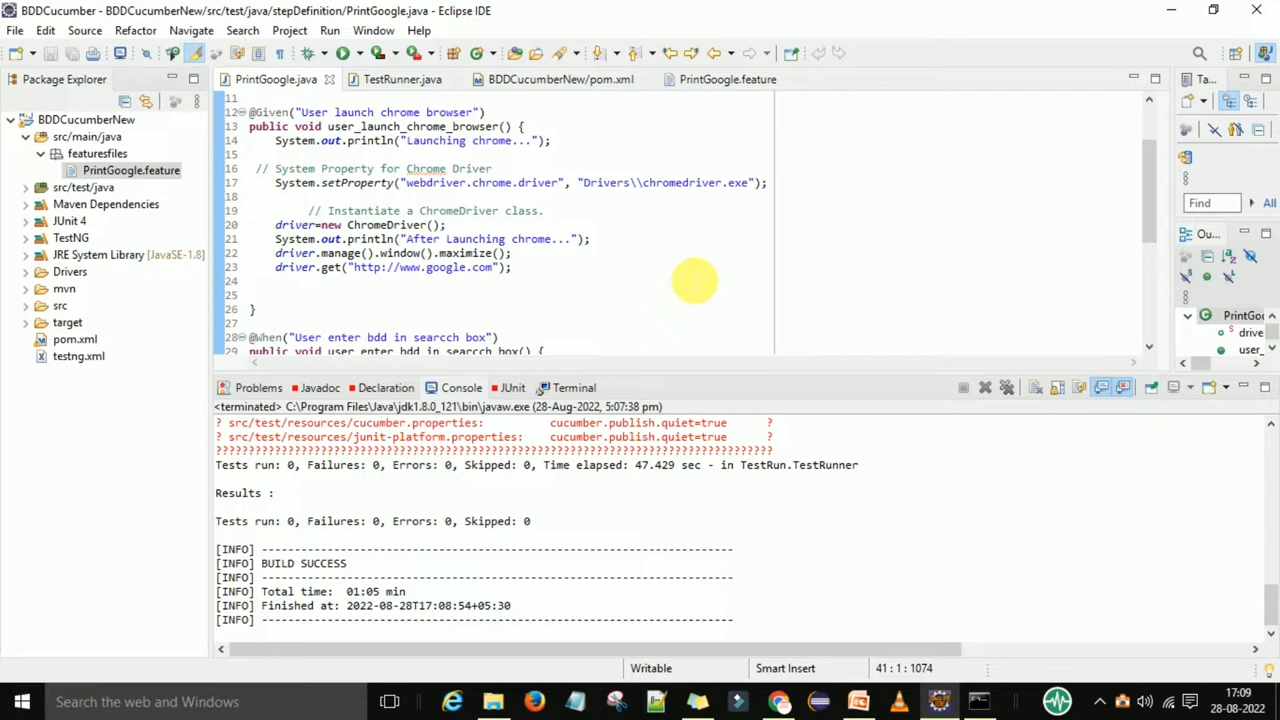 BDDCucumber - BDDCucumberNew/src/test/java/stepDefinition/PrintGoogle.java - Eclipse IDE
File Edit Source Refactor Navigate Search Project Run Window Help
Package Explorer
BDDCucumberNew
src/main/java
featuresfiles
PrintGoogle.feature
src/test/java
Maven Dependencies
JUnit 4
TestNG
JRE System Library [JavaSE-1.8]
Drivers
mvn
src
target
pom.xml
testng.xml
PrintGoogle.java TestRunner.java BDDCucumberNew/pom.xml PrintGoogle.feature
11
12 @Given("User launch chrome browser")
13 public void user_launch_chrome_browser() {
14 System.out.println("Launching chrome...");
15
16 // System Property for Chrome Driver
17 System.setProperty("webdriver.chrome.driver", "Drivers\\chromedriver.exe");
18
19 // Instantiate a ChromeDriver class.
20 driver=new ChromeDriver();
21 System.out.println("After Launching chrome...");
22 driver.manage().window().maximize();
23 driver.get("http://www.google.com");
24
25
26 }
27
28 @When("User enter bdd in searcch box")
29 public void user_enter_bdd_in_searcch_box() {
Ta...
Find All
Ou...
PrintGoo
drive
user_
Problems Javadoc Declaration Console JUnit Terminal
<terminated> C:\Program Files\Java\jdk1.8.0_121\bin\javaw.exe (28-Aug-2022, 5:07:38 pm)
? src/test/resources/cucumber.properties: cucumber.publish.quiet=true ?
? src/test/resources/junit-platform.properties: cucumber.publish.quiet=true ?
????????????????????????????????????????????????????????????????????????????????
Tests run: 0, Failures: 0, Errors: 0, Skipped: 0, Time elapsed: 47.429 sec - in TestRun.TestRunner
Results :
Tests run: 0, Failures: 0, Errors: 0, Skipped: 0
[INFO] --------------------------------------------------------------------
[INFO] BUILD SUCCESS
[INFO] --------------------------------------------------------------------
[INFO] Total time: 01:05 min
[INFO] Finished at: 2022-08-28T17:08:54+05:30
[INFO] --------------------------------------------------------------------
Writable Smart Insert 41 : 1 : 1074
Search the web and Windows
17:09
28-08-2022